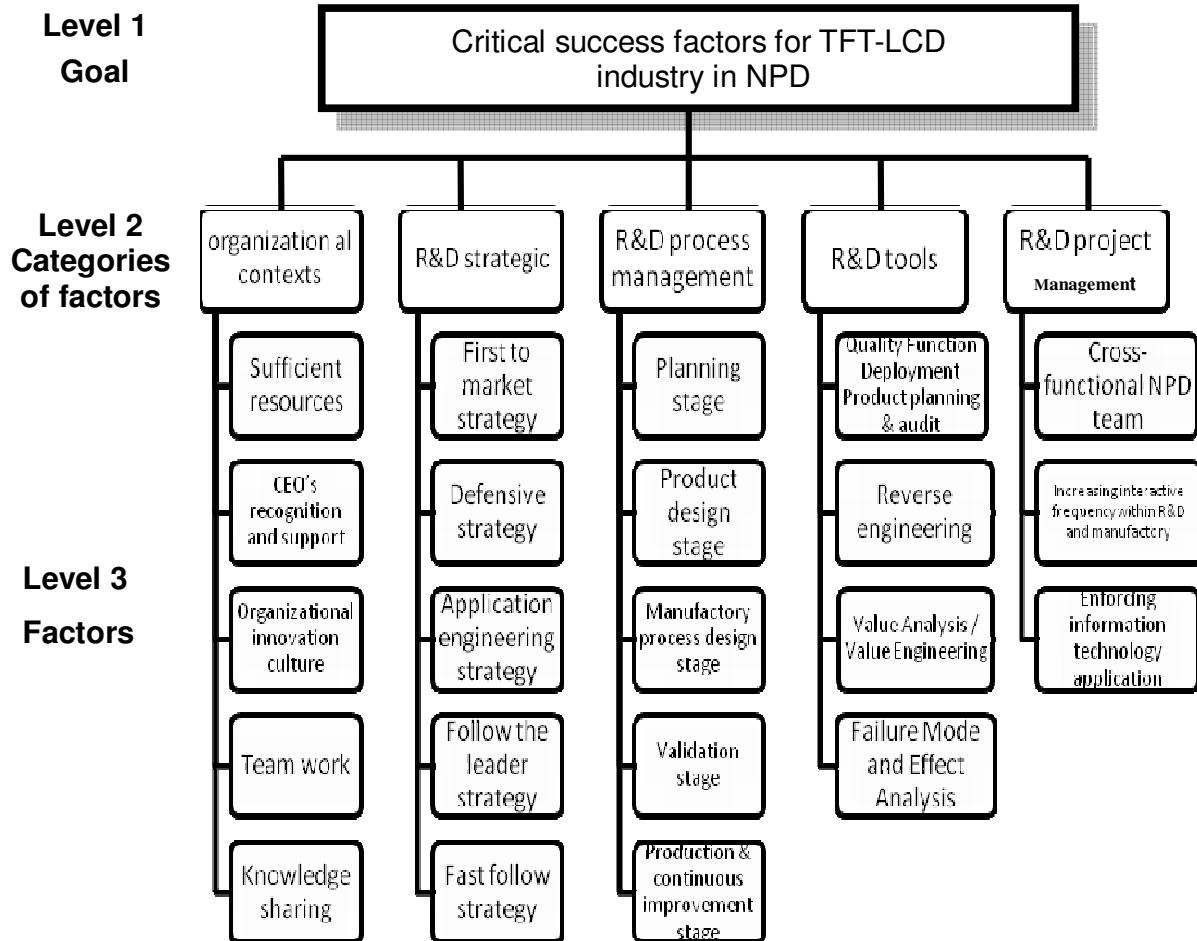 Level 1
Goal
Critical success factors for TFT-LCD
industry in NPD
Level 2
Categories
of factors
organization al
contexts
R&D strategic
R&D process
management
R&D tools
R&D project
Management
Level 3
Factors
Sufficient
resources
CEO's
recognition
and support
Organizational
innovation
culture
Team work
Knowledge
sharing
First to
market
strategy
Defensive
strategy
Application
engineering
strategy
Follow the
leader
strategy
Fast follow
strategy
Planning
stage
Product
design
stage
Manufactory
process design
stage
Validation
stage
Production &
continuous
improvement
stage
Quality Function
Deployment
Product planning
& audit
Reverse
engineering
Value Analysis /
Value Engineering
Failure Mode
and Effect
Analysis
Cross-
functional NPD
team
Increasing interactive
frequency within R&D
and manufactory
Enforcing
information
technology
application